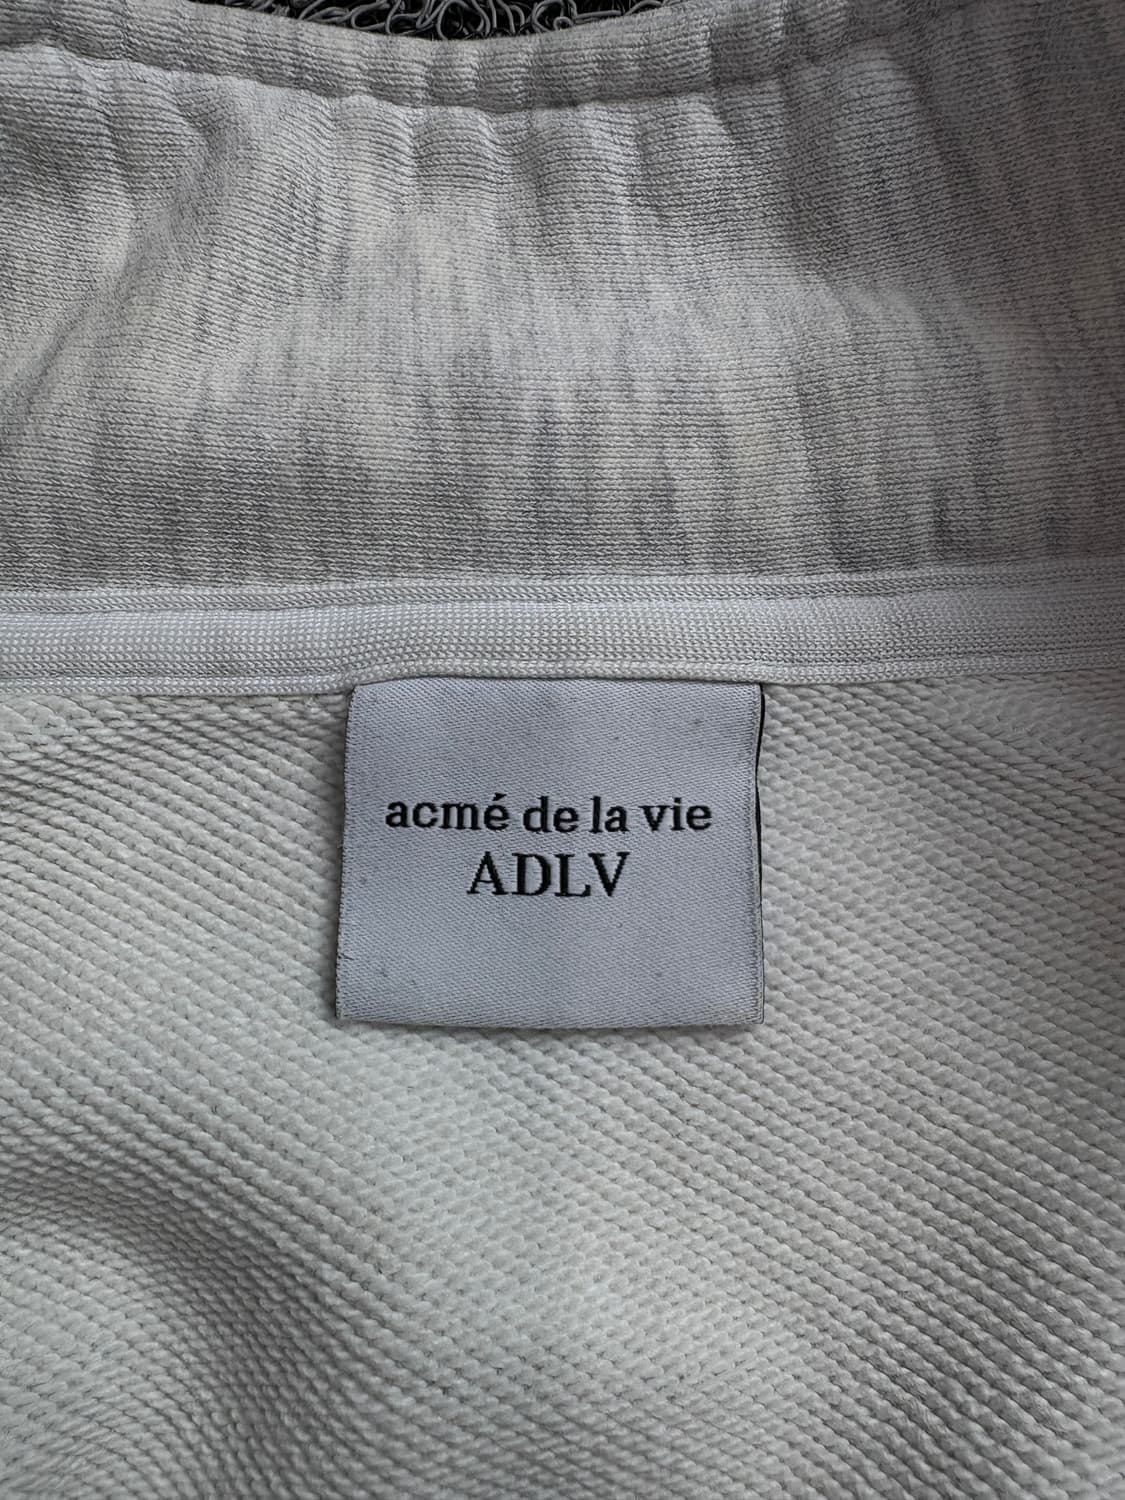 acmé de la vie
ADLV